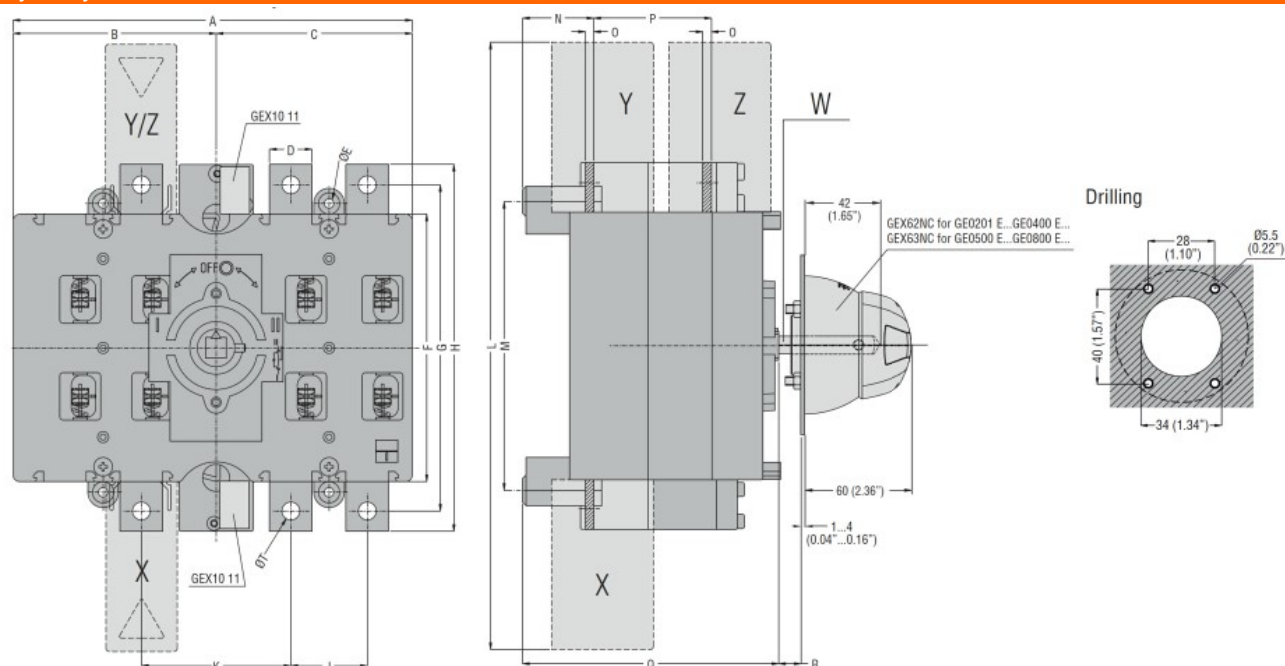 A
B
C
Y/Z
GEX10 11
D
ØE
OFF
I
II
F
G
H
X
GEX10 11
ØT
K
J
N
P
O
O
Y
Z
W
L
M
X
Q
R
42
(1.65")
GEX62NC for GE0201 E...GE0400 E...
GEX63NC for GE0500 E...GE0800 E...
60 (2.36")
1...4
(0.04"...0.16")
Drilling
28
(1.10")
Ø5.5
(0.22")
40 (1.57")
34 (1.34")